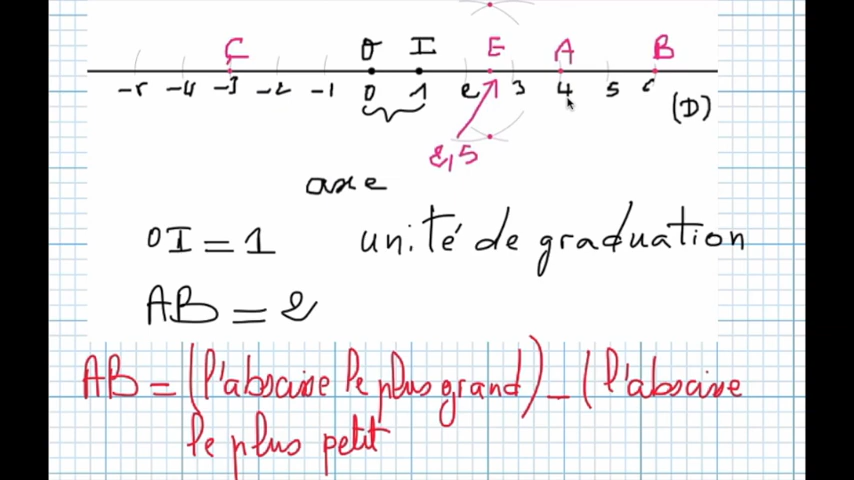 C O I E A B
-5 -4 -3 -2 -1 0 1 2 3 4 5 6
(D)
2,5
axe
OI = 1 unité de graduation
AB = 2
AB = (l'abscisse le plus grand) - (l'abscisse
le plus petit